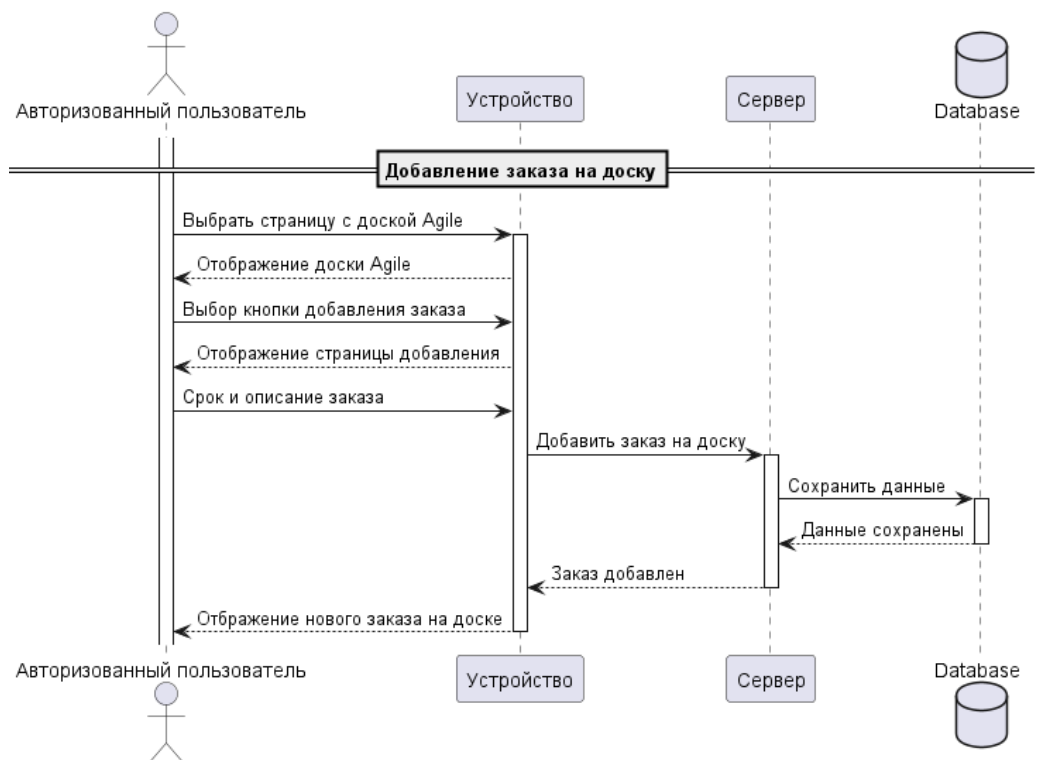 Авторизованный пользователь
Устройство
Сервер
Database
Добавление заказа на доску
Выбрать страницу с доской Agile
Отображение доски Agile
Выбор кнопки добавления заказа
Отображение страницы добавления
Срок и описание заказа
Добавить заказ на доску
Сохранить данные
Данные сохранены
Заказ добавлен
Отбражение нового заказа на доске
Авторизованный пользователь
Устройство
Сервер
Database